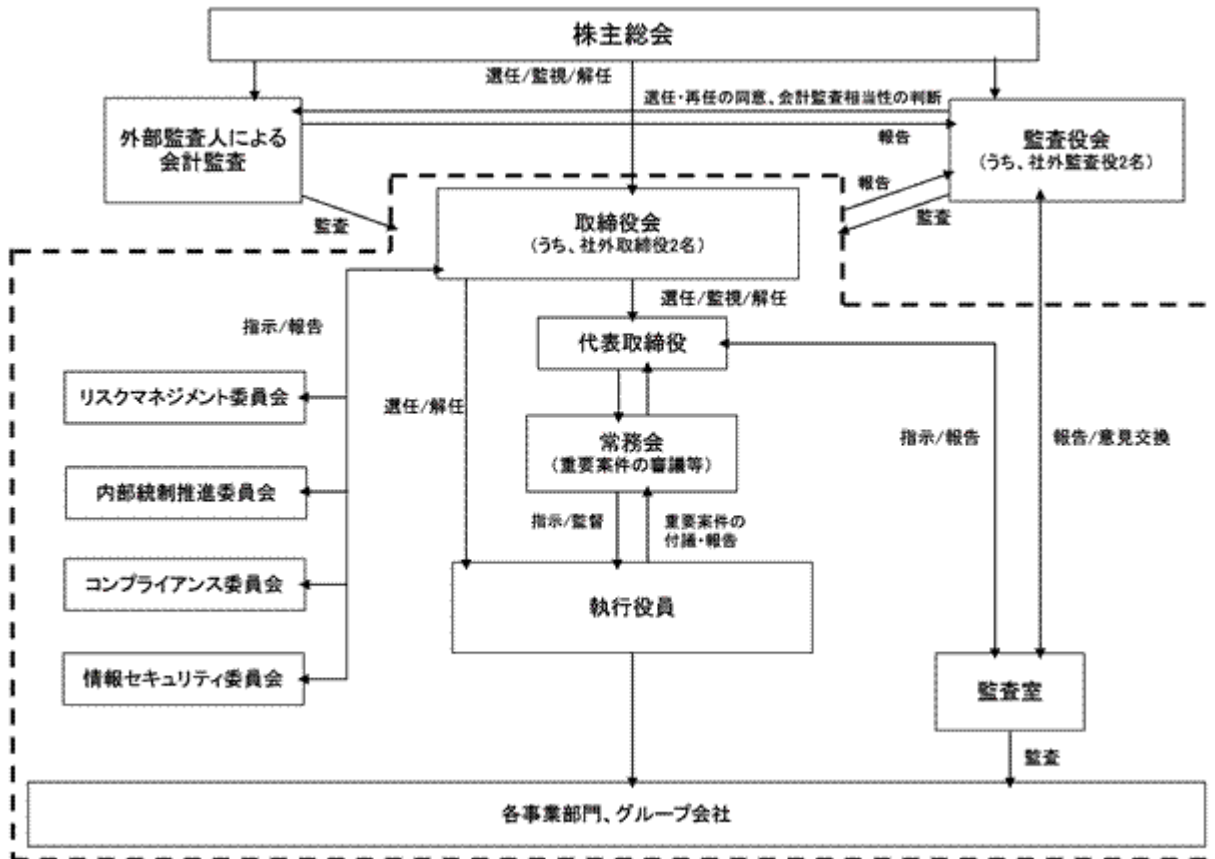 株主総会
選任/監視/解任
選任・再任の同意、会計監査相当性の判断
外部監査人による
会計監査
報告
監査役会
(うち、社外監査役2名)
報告
監査
監査
取締役会
(うち、社外取締役2名)
選任/監視/解任
指示/報告
代表取締役
リスクマネジメント委員会
選任/解任
常務会
(重要案件の審議等)
指示/報告
報告/意見交換
内部統制推進委員会
指示/監督
重要案件の
付議・報告
コンプライアンス委員会
執行役員
情報セキュリティ委員会
監査室
監査
各事業部門、グループ会社